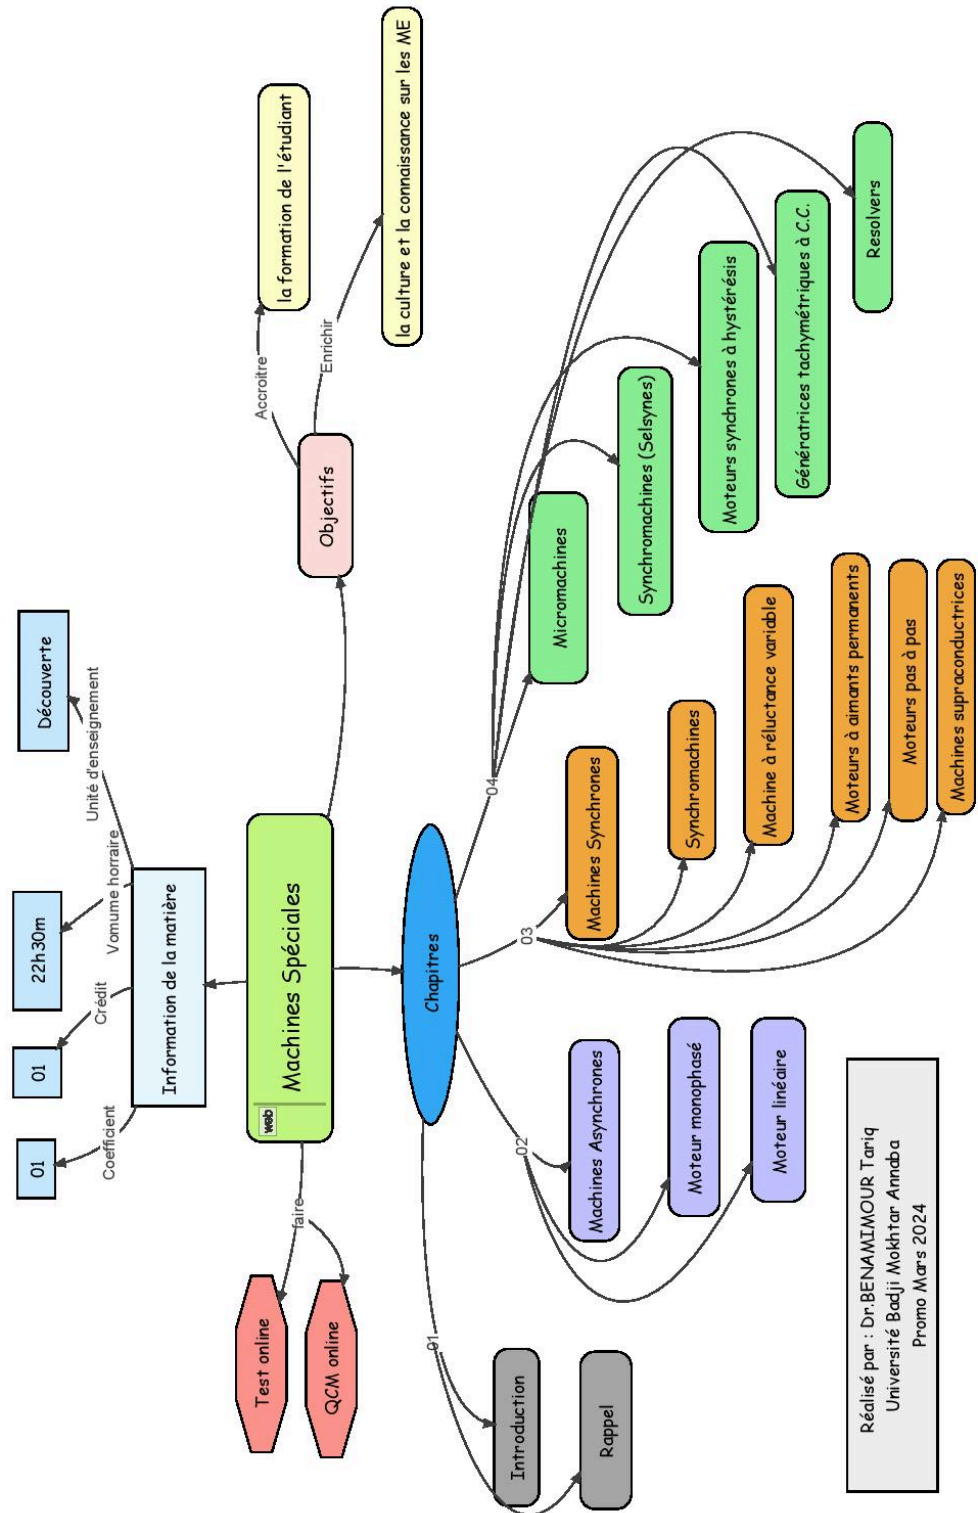 01
01
22h30m
Découverte
Coefficient
Crédit
Vomume horraire
Unité d'enseignement
Information de la matière
la formation de l'étudiant
la culture et la connaissance sur les ME
Accroitre
Enrichir
Objectifs
web
Machines Spéciales
Test online
QCM online
faire
Chapitres
01
02
03
04
Introduction
Rappel
Machines Asynchrones
Moteur monophasé
Moteur linéaire
Machines Synchrones
Synchromachines
Machine à réluctance variable
Moteurs à aimants permanents
Moteurs pas à pas
Machines supraconductrices
Micromachines
Synchromachines (Selsynes)
Moteurs synchrones à hystérésis
Génératrices tachymétriques à C.C.
Resolvers
Réalisé par : Dr.BENAMIMOUR Tariq
Université Badji Mokhtar Annaba
Promo Mars 2024